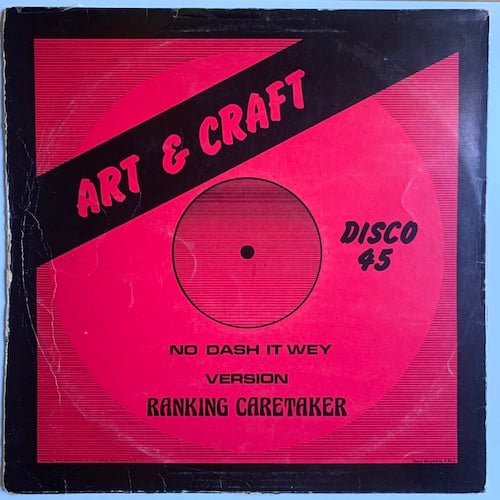 ART & CRAFT
DISCO
45
NO DASH IT WEY
VERSION
RANKING CARETAKER